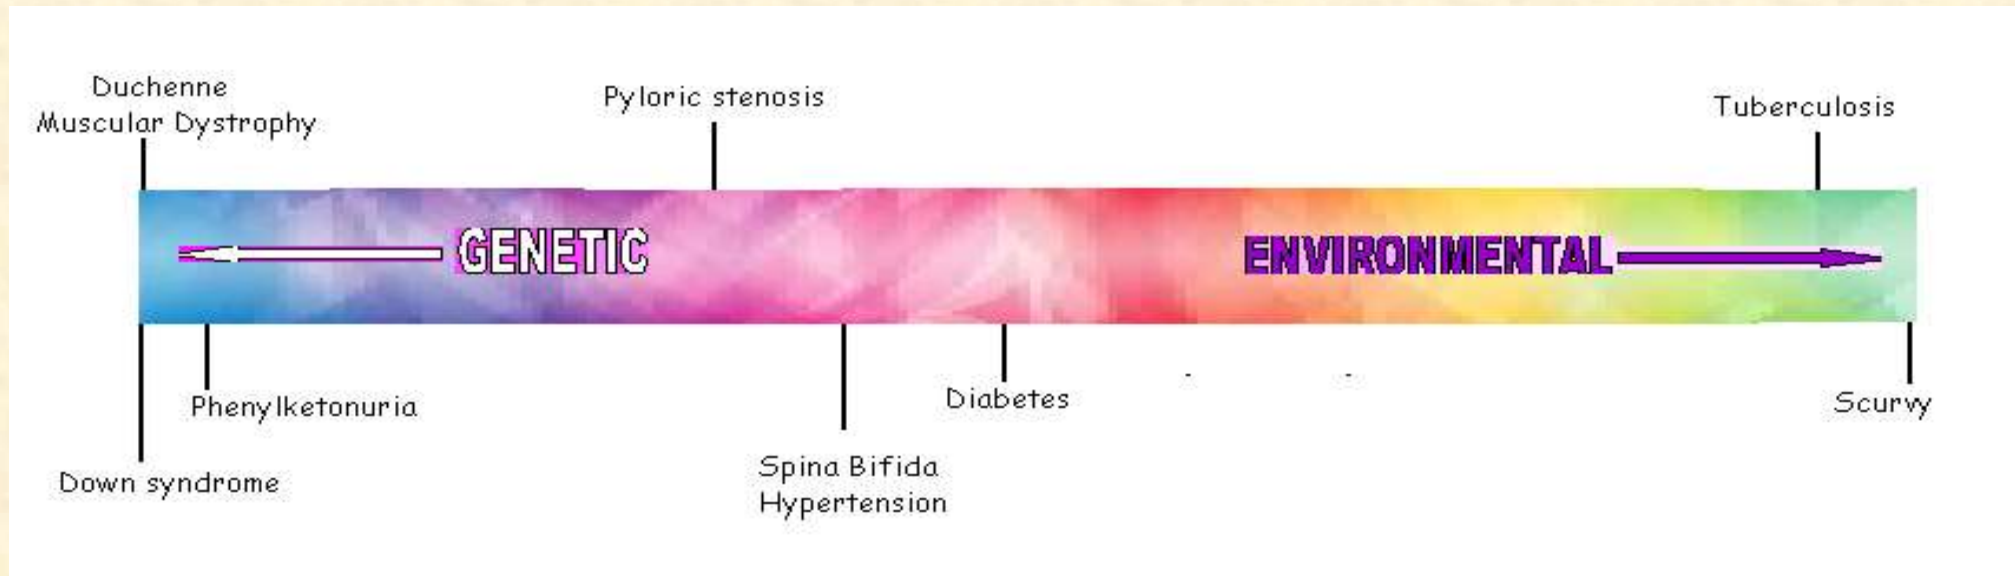 Duchenne
Muscular Dystrophy
Pyloric stenosis
Tuberculosis
GENETIC
ENVIRONMENTAL
Phenylketonuria
Diabetes
Scurvy
Down syndrome
Spina Bifida
Hypertension